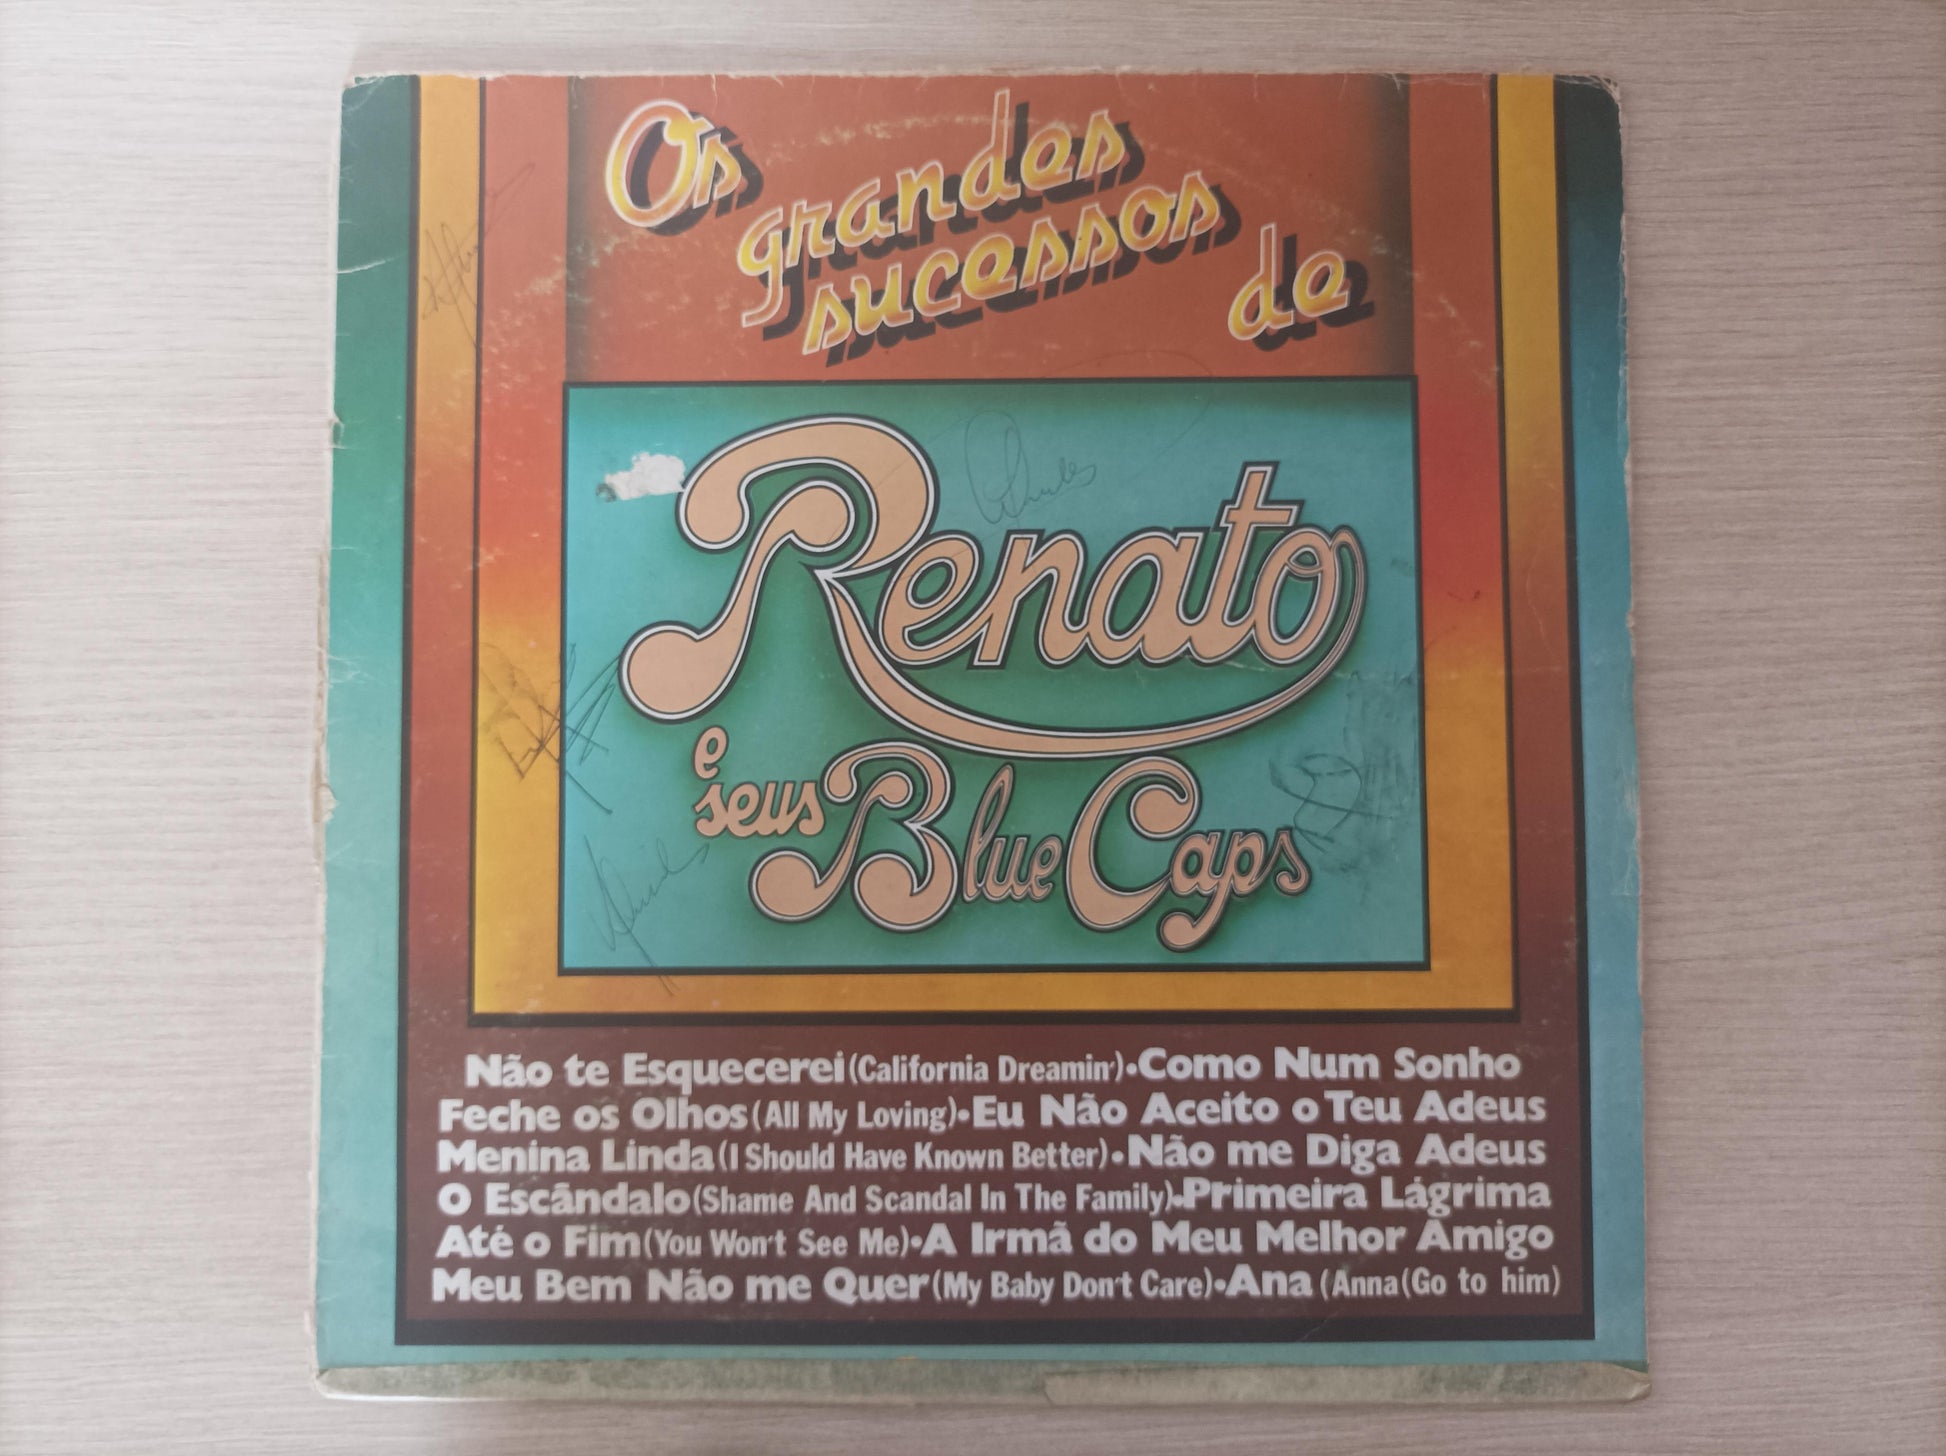 Os
grandes
sucessos
de
Renato
e
seus Blue Caps
Não te Esquecerei (California Dreamin')•Como Num Sonho
Feche os Olhos (All My Loving)•Eu Não Aceito o Teu Adeus
Menina Linda (I Should Have Known Better)•Não me Diga Adeus
O Escândalo (Shame And Scandal In The Family)•Primeira Lágrima
Até o Fim (You Won't See Me)•A Irmã do Meu Melhor Amigo
Meu Bem Não me Quer (My Baby Don't Care)•Ana (Anna (Go to him)